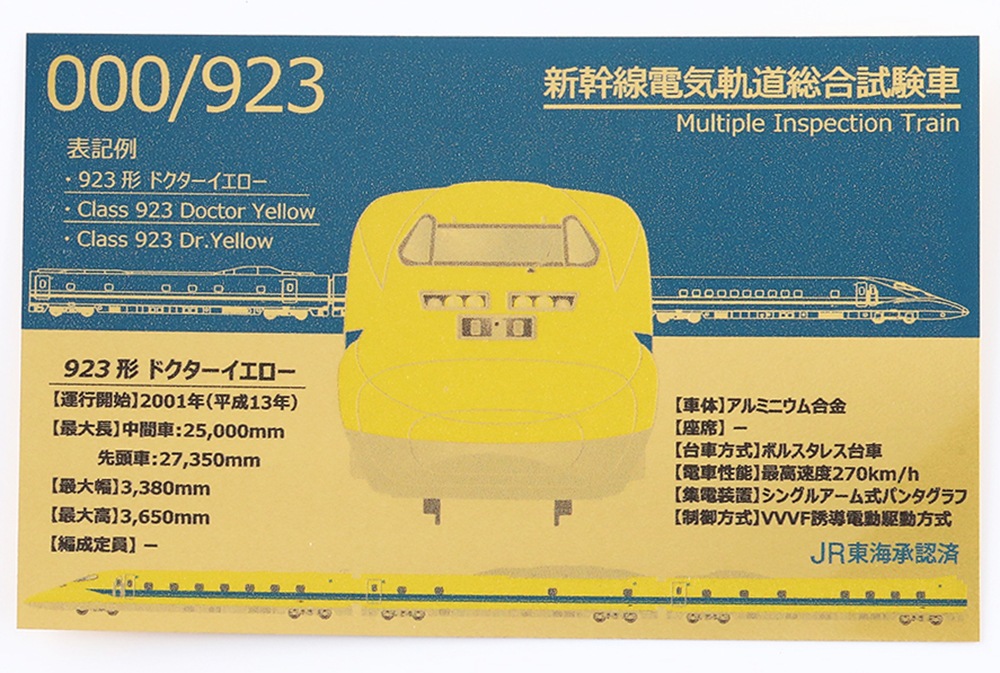 000/923
新幹線電気軌道総合試験車
Multiple Inspection Train
表記例
・923形 ドクターイエロー
・Class 923 Doctor Yellow
・Class 923 Dr.Yellow
923形 ドクターイエロー
【運行開始】2001年(平成13年)
【最大長】中間車:25,000mm
先頭車:27,350mm
【最大幅】3,380mm
【最大高】3,650mm
【編成定員】 ー
【車体】アルミニウム合金
【座席】 ー
【台車方式】ボルスタレス台車
【電車性能】最高速度270km/h
【集電装置】シングルアーム式パンタグラフ
【制御方式】VVVF誘導電動駆動方式
JR東海承認済